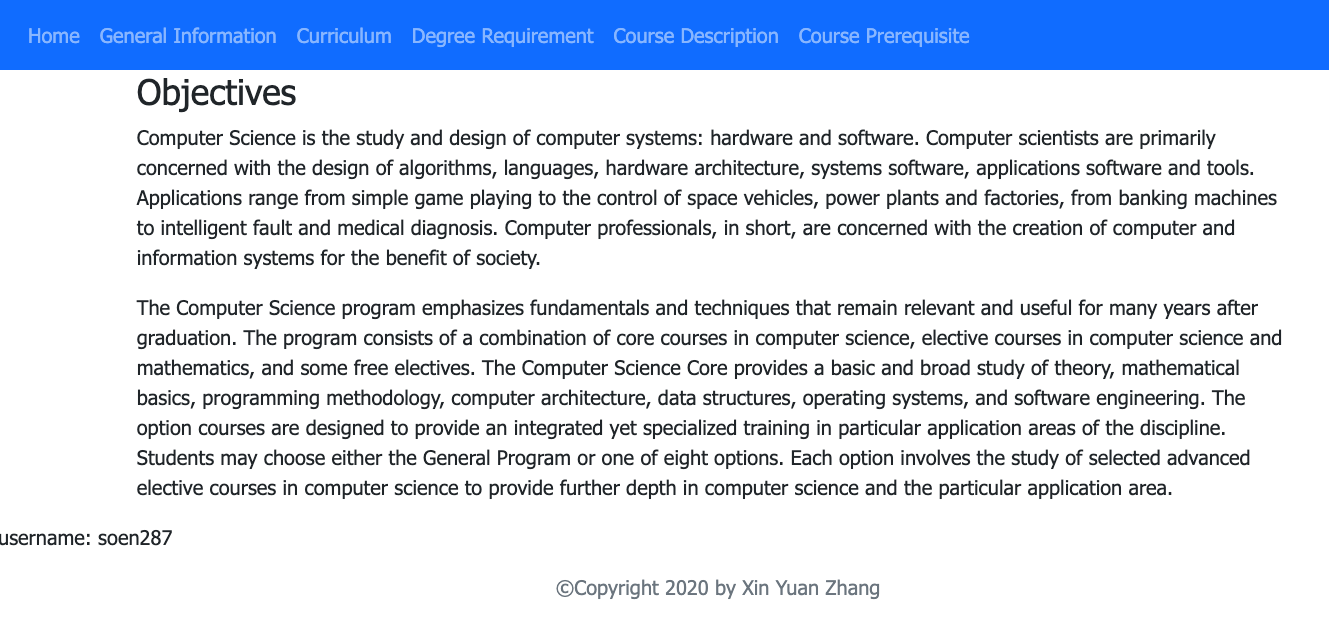 Home General Information Curriculum Degree Requirement Course Description Course Prerequisite
Objectives
Computer Science is the study and design of computer systems: hardware and software. Computer scientists are primarily
concerned with the design of algorithms, languages, hardware architecture, systems software, applications software and tools.
Applications range from simple game playing to the control of space vehicles, power plants and factories, from banking machines
to intelligent fault and medical diagnosis. Computer professionals, in short, are concerned with the creation of computer and
information systems for the benefit of society.
The Computer Science program emphasizes fundamentals and techniques that remain relevant and useful for many years after
graduation. The program consists of a combination of core courses in computer science, elective courses in computer science and
mathematics, and some free electives. The Computer Science Core provides a basic and broad study of theory, mathematical
basics, programming methodology, computer architecture, data structures, operating systems, and software engineering. The
option courses are designed to provide an integrated yet specialized training in particular application areas of the discipline.
Students may choose either the General Program or one of eight options. Each option involves the study of selected advanced
elective courses in computer science to provide further depth in computer science and the particular application area.
username: soen287
©Copyright 2020 by Xin Yuan Zhang